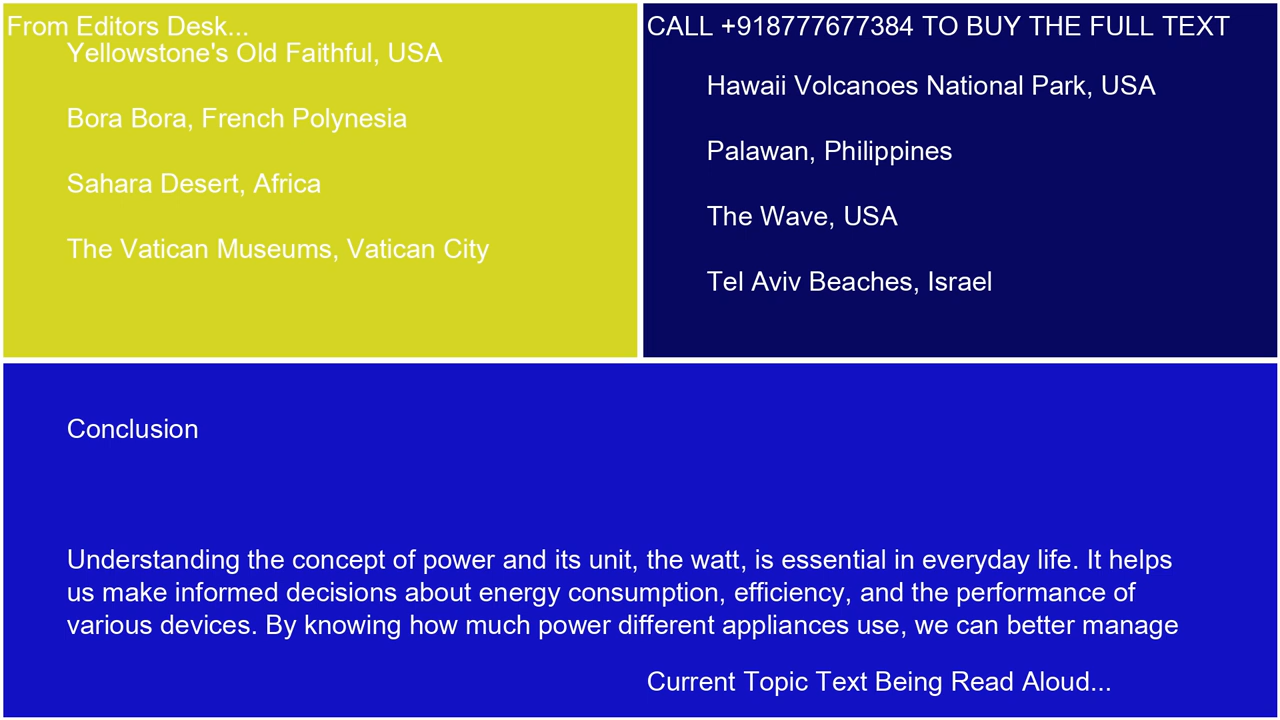 From Editors Desk...
Yellowstone's Old Faithful, USA
Bora Bora, French Polynesia
Sahara Desert, Africa
The Vatican Museums, Vatican City
CALL +918777677384 TO BUY THE FULL TEXT
Hawaii Volcanoes National Park, USA
Palawan, Philippines
The Wave, USA
Tel Aviv Beaches, Israel
Conclusion
Understanding the concept of power and its unit, the watt, is essential in everyday life. It helps
us make informed decisions about energy consumption, efficiency, and the performance of
various devices. By knowing how much power different appliances use, we can better manage
Current Topic Text Being Read Aloud...